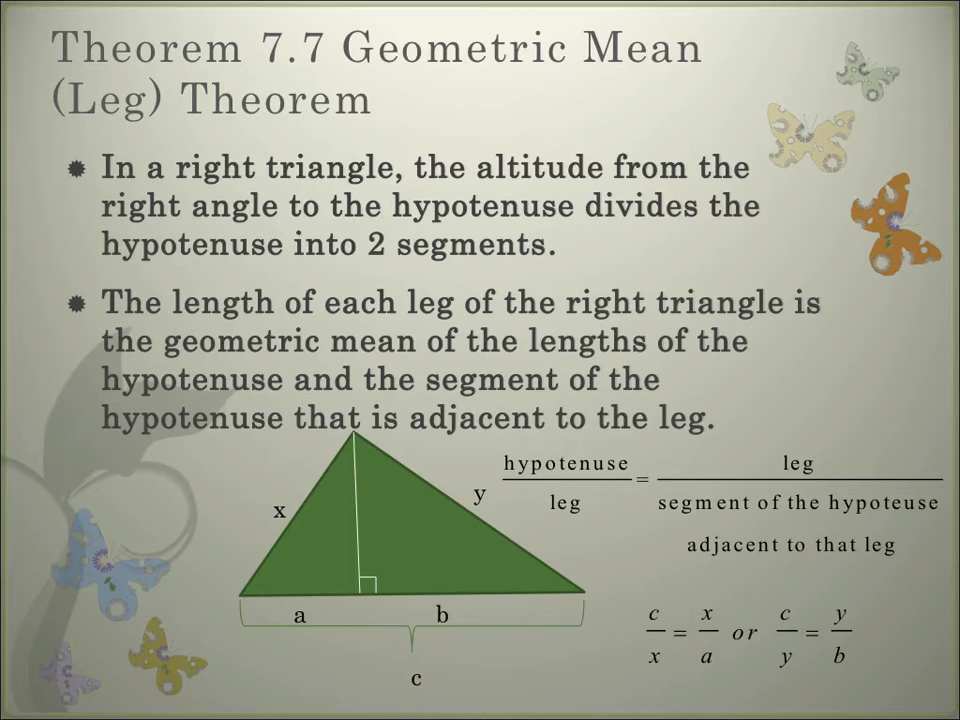 Theorem 7.7 Geometric Mean
(Leg) Theorem
In a right triangle, the altitude from the
right angle to the hypotenuse divides the
hypotenuse into 2 segments.
The length of each leg of the right triangle is
the geometric mean of the lengths of the
hypotenuse and the segment of the
hypotenuse that is adjacent to the leg.
x
y
a
b
c
hypotenuse / leg = leg / segment of the hypoteuse
adjacent to that leg
c/x = x/a or c/y = y/b